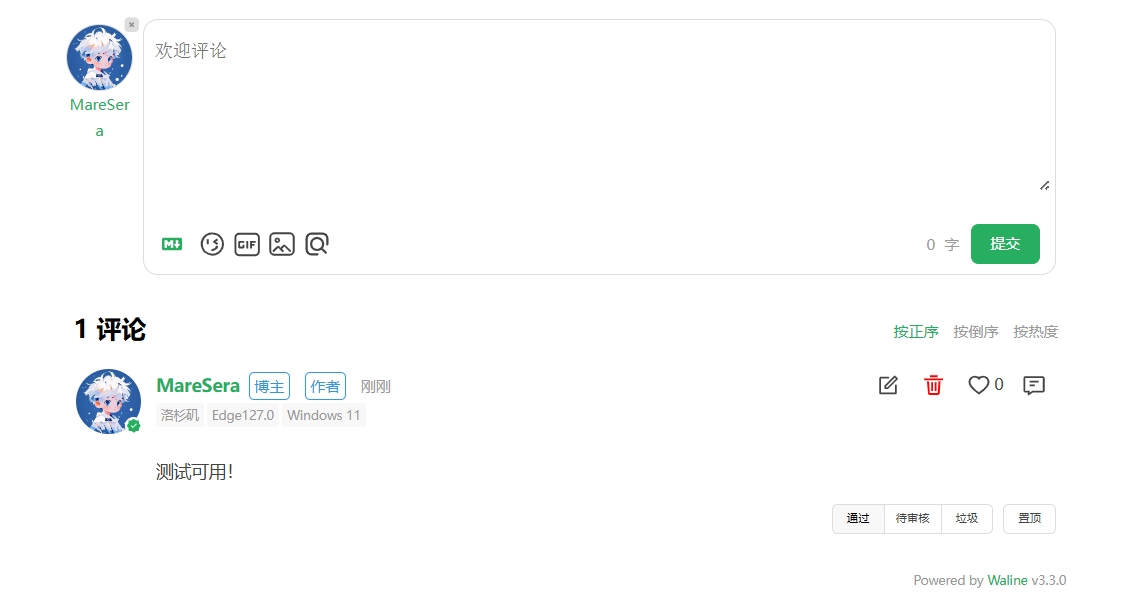 欢迎评论
MareSer
a
M↓ GIF 0 字 提交
1 评论 按正序 按倒序 按热度
MareSera 博主 作者 刚刚 0
洛杉矶 Edge127.0 Windows 11
测试可用！
通过 待审核 垃圾 置顶
Powered by Waline v3.3.0